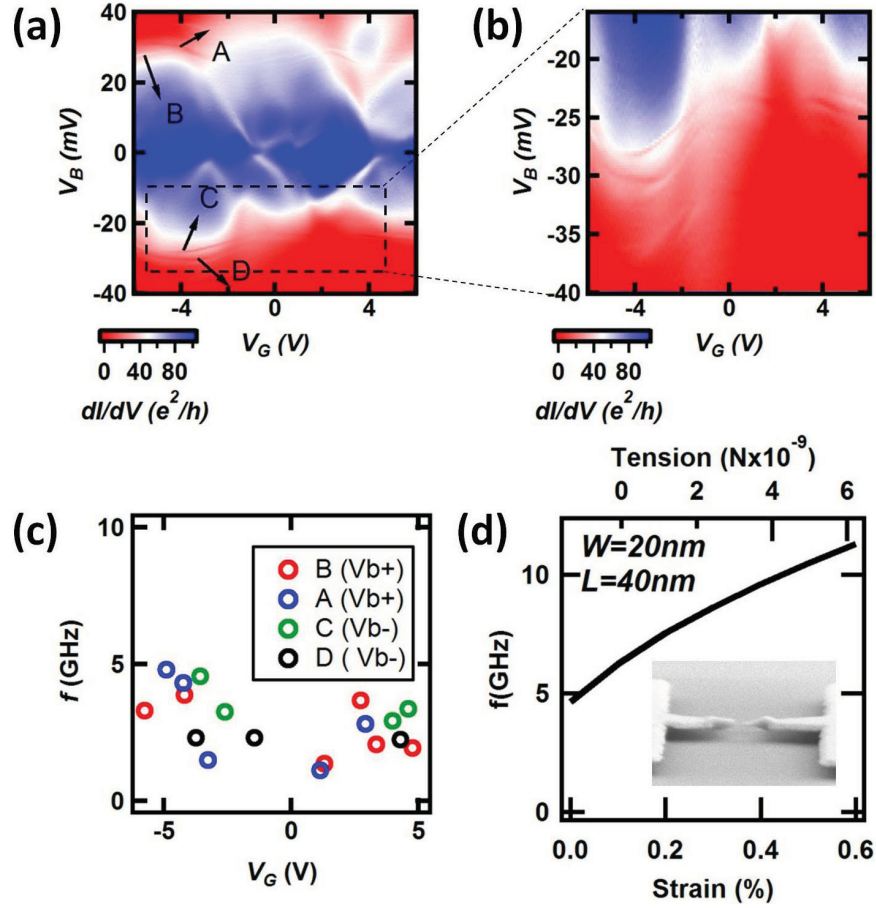 (a)
40
20
0
-20
-40
V_B (mV)
A
B
C
D
-4
0
4
V_G (V)
0 40 80
dI/dV (e²/h)
(b)
-20
-25
-30
-35
-40
V_B (mV)
-4
0
4
V_G (V)
0 40 80
dI/dV (e²/h)
(c)
10
5
0
f (GHz)
B (Vb+)
A (Vb+)
C (Vb-)
D ( Vb-)
-5
0
5
V_G (V)
(d)
Tension (Nx10⁻⁹)
0 2 4 6
W=20nm
L=40nm
10
5
0
f(GHz)
0.0 0.2 0.4 0.6
Strain (%)